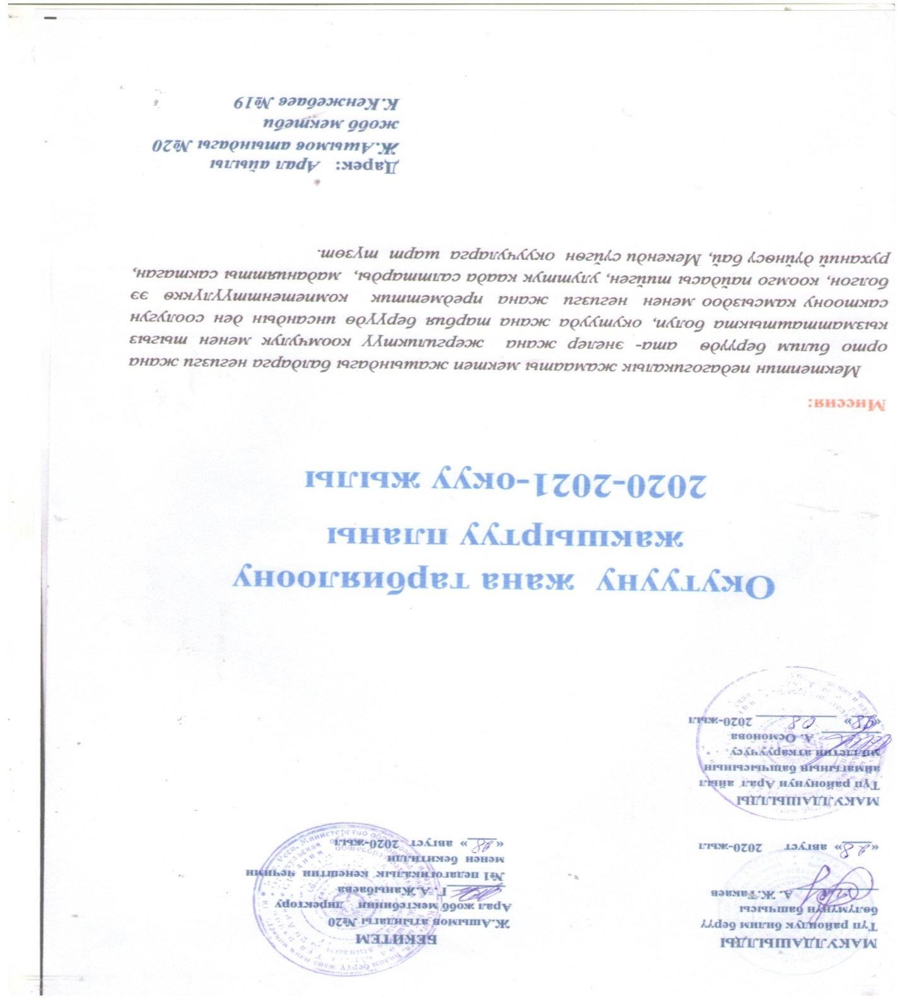 МАКУЛДАШЫЛДЫ
Түп райондук билим берүү
бөлүмүнүн башчысы
А. Ж.Такаева
«28» август 2020-жыл
БЕКИТЕМ
Ж.Ашымов атындагы №20
Арал жобб мектебинин директору
Г. А.Жаныбаева
№1 педагогикалык кеңештин чечими
менен бекитилди
«28» август 2020-жыл
МАКУЛДАШЫЛДЫ
Түп районунун Арал айыл
аймагынын башчысынын
милдетин аткаруучусу
А. Осмонова
«28» 08 2020-жыл
Окутууну жана тарбиялоону
жакшыртуу планы
2020-2021-окуу жылы
Миссия:
Мектептин педагогикалык жамааты мектеп жашындагы балдарга негизги жана
орто билим берүүдө ата- энелер жана жергиликтүү коомчулук менен тыгыз
кызматташтыкта болуп, окутууда жана тарбия берүүдө инсандын ден соолугун
сактоону камсыздоо менен негизги жана предметтик компетенттүүлүккө ээ
болгон, коомго пайдасы тийген, улуттук каада салттарды, маданиятты сактаган,
руханий дүйнөсү бай, Мекенди сүйгөн окуучуларга шарт түзөт.
Дарек: Арал айылы
Ж.Ашымов атындагы №20
жобб мектеби
К.Кенжебаев №19